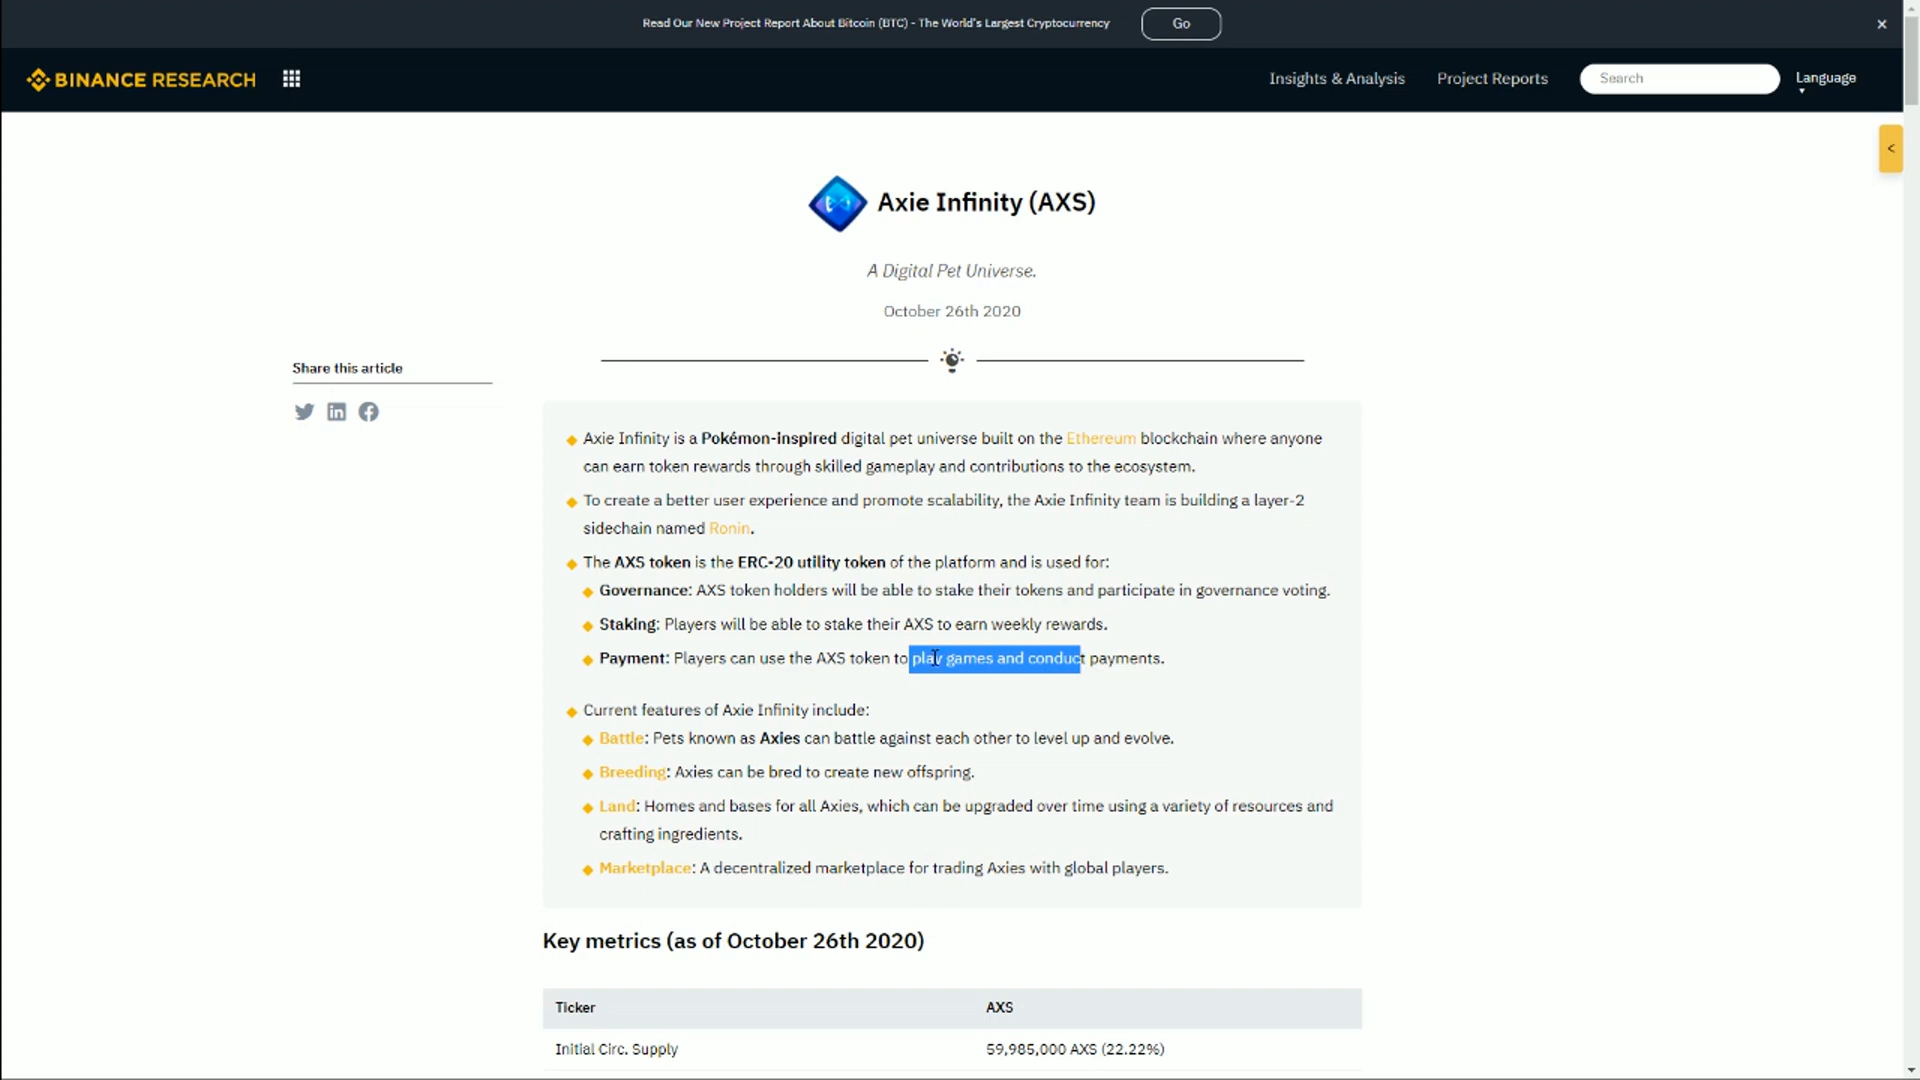 Read Our New Project Report About Bitcoin (BTC) - The World's Largest Cryptocurrency
Go
BINANCE RESEARCH
Insights & Analysis
Project Reports
Search
Language
Axie Infinity (AXS)
A Digital Pet Universe.
October 26th 2020
Share this article
Axie Infinity is a Pokémon-inspired digital pet universe built on the Ethereum blockchain where anyone
can earn token rewards through skilled gameplay and contributions to the ecosystem.
To create a better user experience and promote scalability, the Axie Infinity team is building a layer-2
sidechain named Ronin.
The AXS token is the ERC-20 utility token of the platform and is used for:
Governance: AXS token holders will be able to stake their tokens and participate in governance voting.
Staking: Players will be able to stake their AXS to earn weekly rewards.
Payment: Players can use the AXS token to play games and conduct payments.
Current features of Axie Infinity include:
Battle: Pets known as Axies can battle against each other to level up and evolve.
Breeding: Axies can be bred to create new offspring.
Land: Homes and bases for all Axies, which can be upgraded over time using a variety of resources and
crafting ingredients.
Marketplace: A decentralized marketplace for trading Axies with global players.
Key metrics (as of October 26th 2020)
Ticker AXS
Initial Circ. Supply 59,985,000 AXS (22.22%)